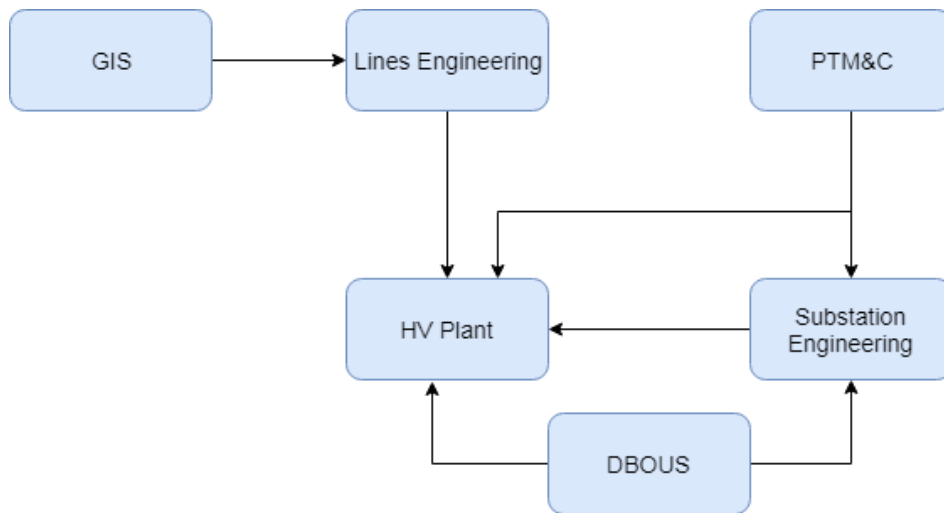 GIS
Lines Engineering
PTM&C
HV Plant
Substation
Engineering
DBOUS